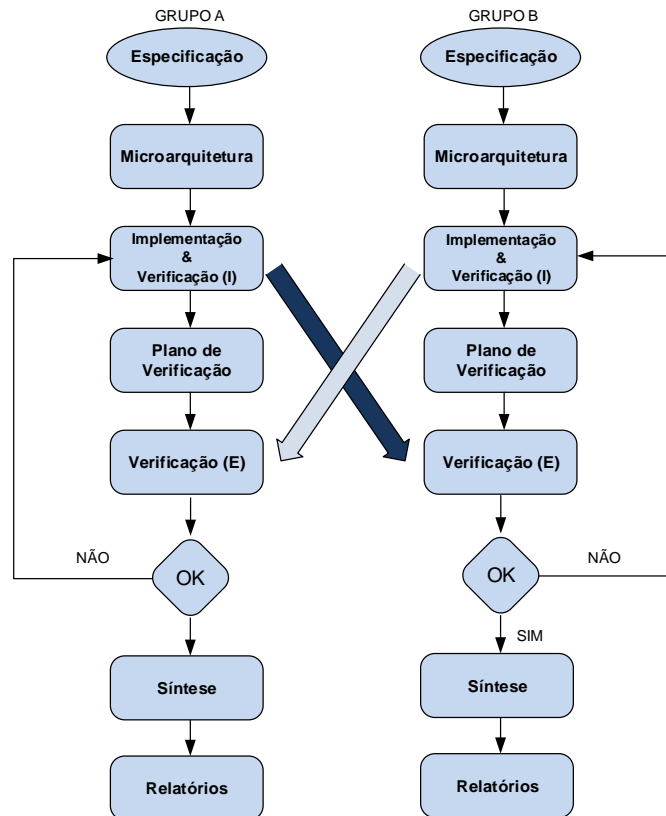 GRUPO A
Especificação
Microarquitetura
Implementação
&
Verificação (I)
Plano de
Verificação
Verificação (E)
NÃO
OK
Síntese
Relatórios
GRUPO B
Especificação
Microarquitetura
Implementação
&
Verificação (I)
Plano de
Verificação
Verificação (E)
OK
NÃO
SIM
Síntese
Relatórios